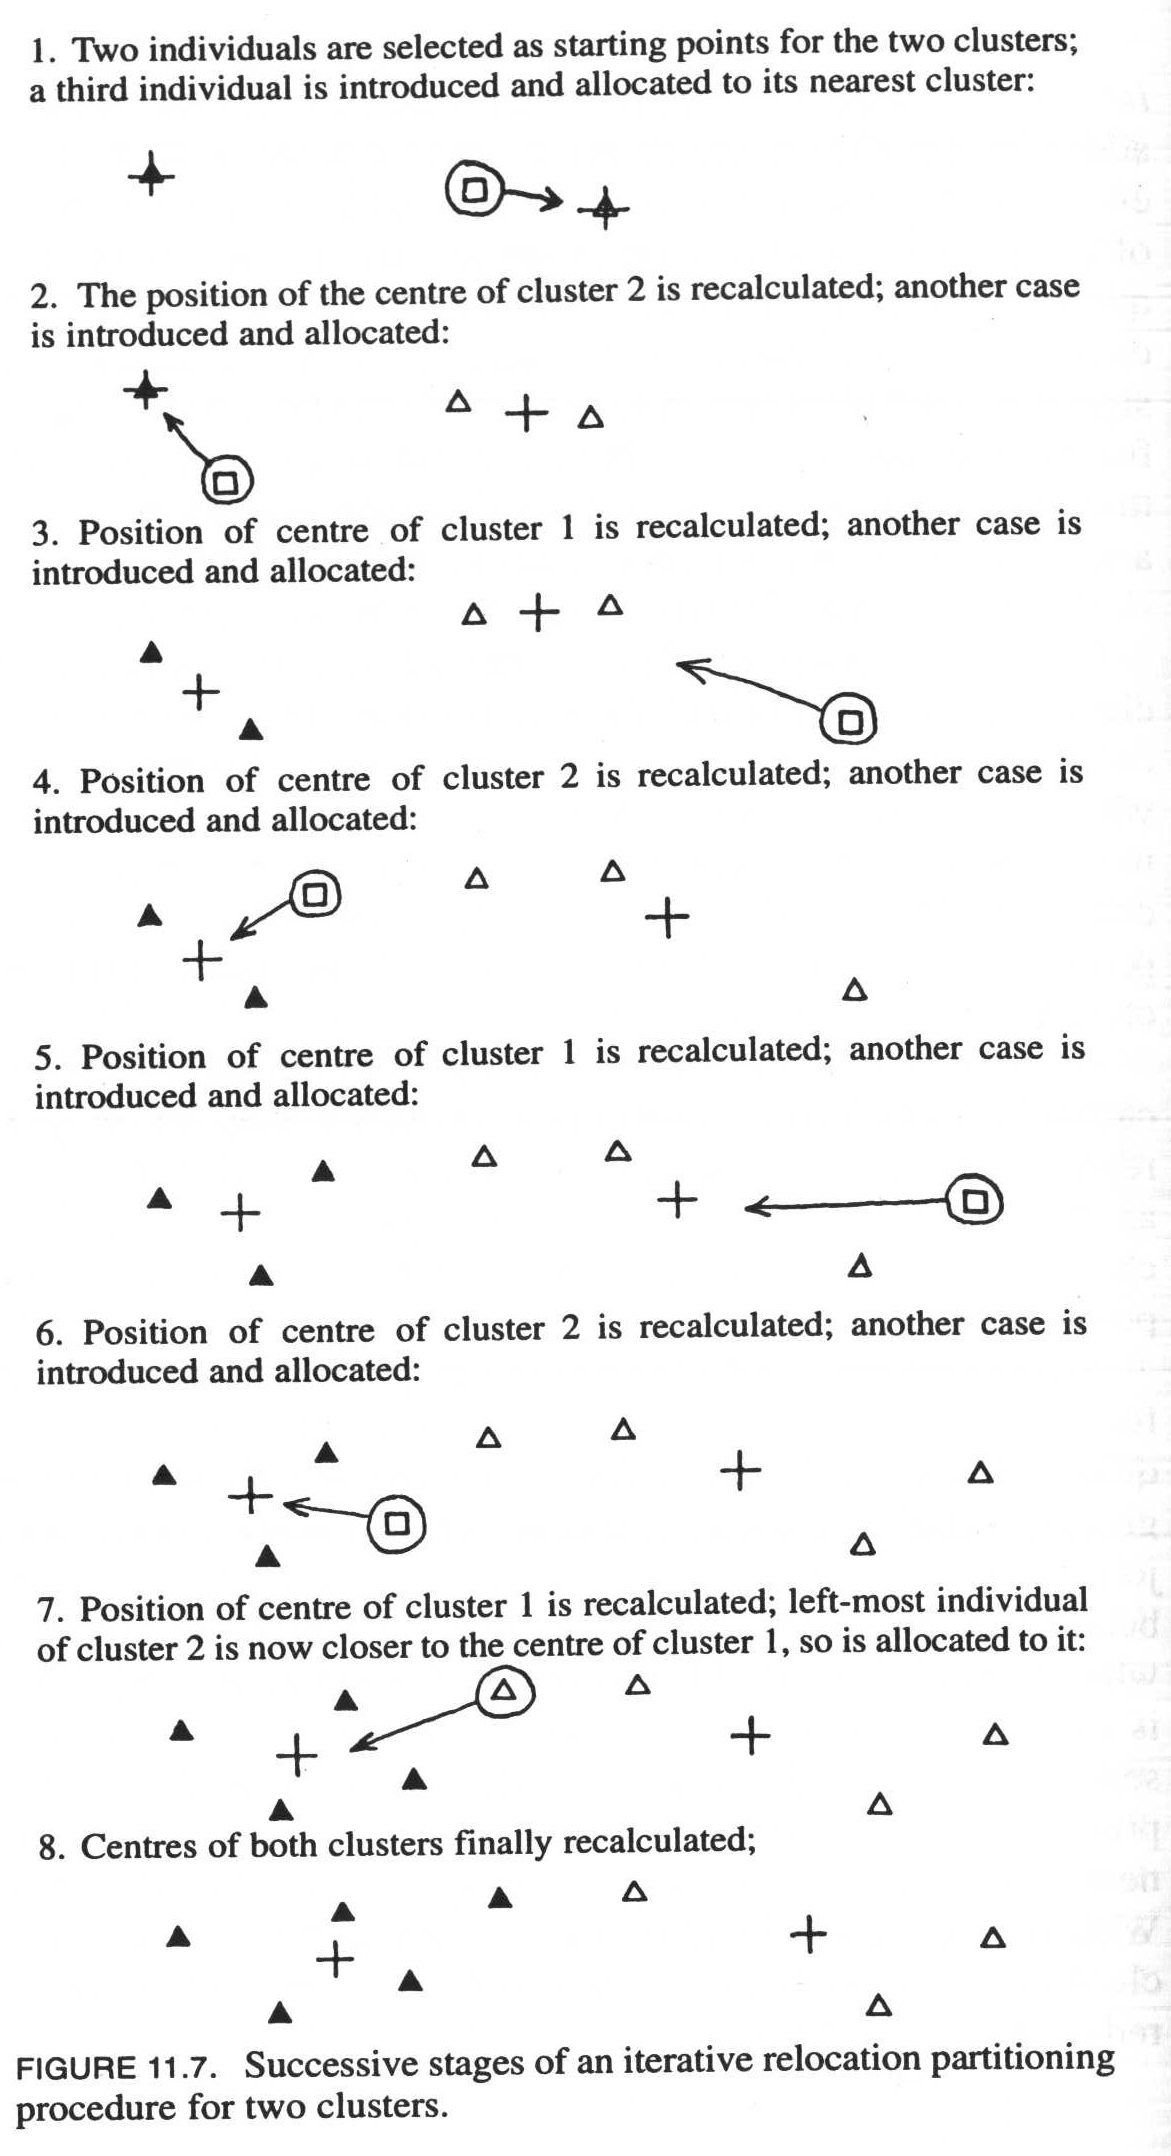 1. Two individuals are selected as starting points for the two clusters;
a third individual is introduced and allocated to its nearest cluster:
2. The position of the centre of cluster 2 is recalculated; another case
is introduced and allocated:
3. Position of centre of cluster 1 is recalculated; another case is
introduced and allocated:
4. Position of centre of cluster 2 is recalculated; another case is
introduced and allocated:
5. Position of centre of cluster 1 is recalculated; another case is
introduced and allocated:
6. Position of centre of cluster 2 is recalculated; another case is
introduced and allocated:
7. Position of centre of cluster 1 is recalculated; left-most individual
of cluster 2 is now closer to the centre of cluster 1, so is allocated to it:
8. Centres of both clusters finally recalculated;
FIGURE 11.7. Successive stages of an iterative relocation partitioning
procedure for two clusters.